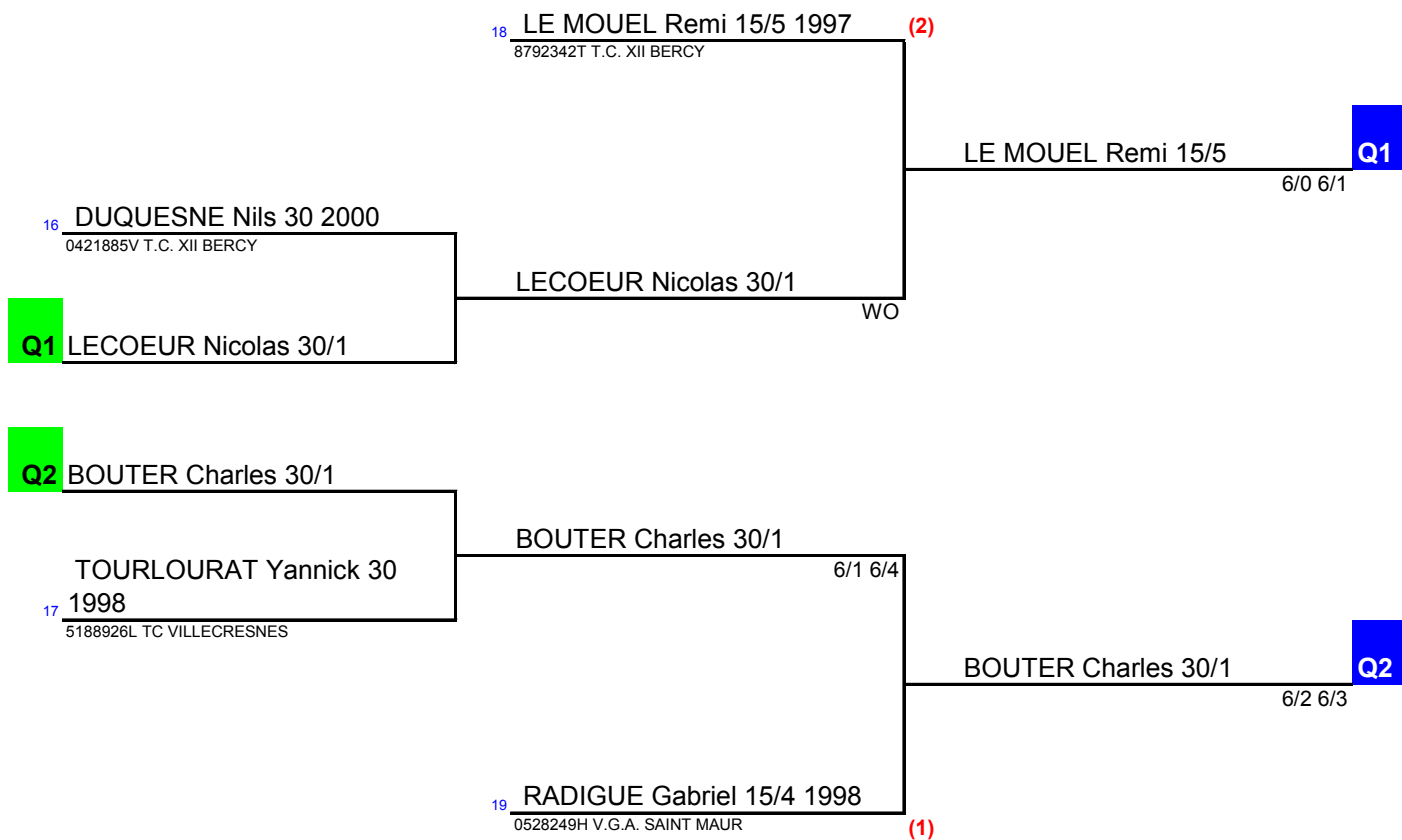 18 LE MOUEL Remi 15/5 1997 (2)
8792342T T.C. XII BERCY
LE MOUEL Remi 15/5 Q1
6/0 6/1
16 DUQUESNE Nils 30 2000
0421885V T.C. XII BERCY
LECOEUR Nicolas 30/1
WO
Q1 LECOEUR Nicolas 30/1
Q2 BOUTER Charles 30/1
BOUTER Charles 30/1
6/1 6/4
TOURLOURAT Yannick 30
17 1998
5188926L TC VILLECRESNES
BOUTER Charles 30/1 Q2
6/2 6/3
19 RADIGUE Gabriel 15/4 1998
0528249H V.G.A. SAINT MAUR (1)